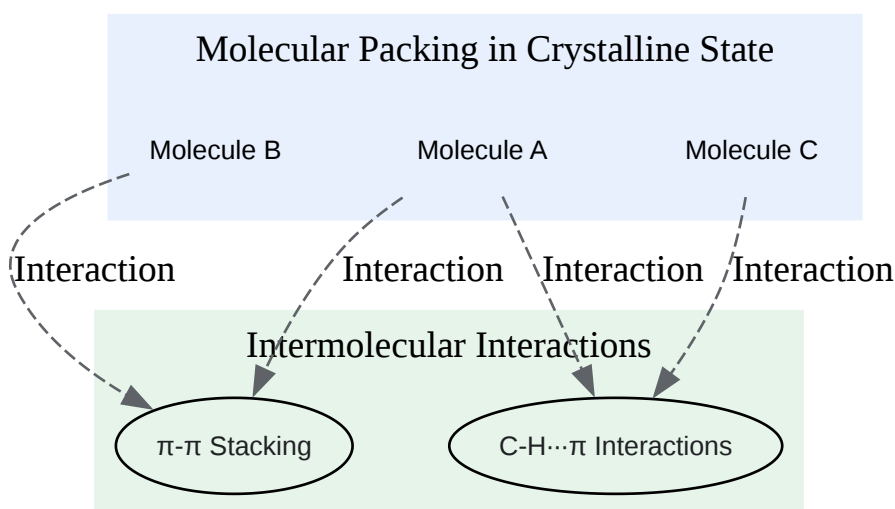 Molecular Packing in Crystalline State
Molecule B
Molecule A
Molecule C
Interaction
Interaction
Interaction
Interaction
Intermolecular Interactions
π-π Stacking
C-H···π Interactions